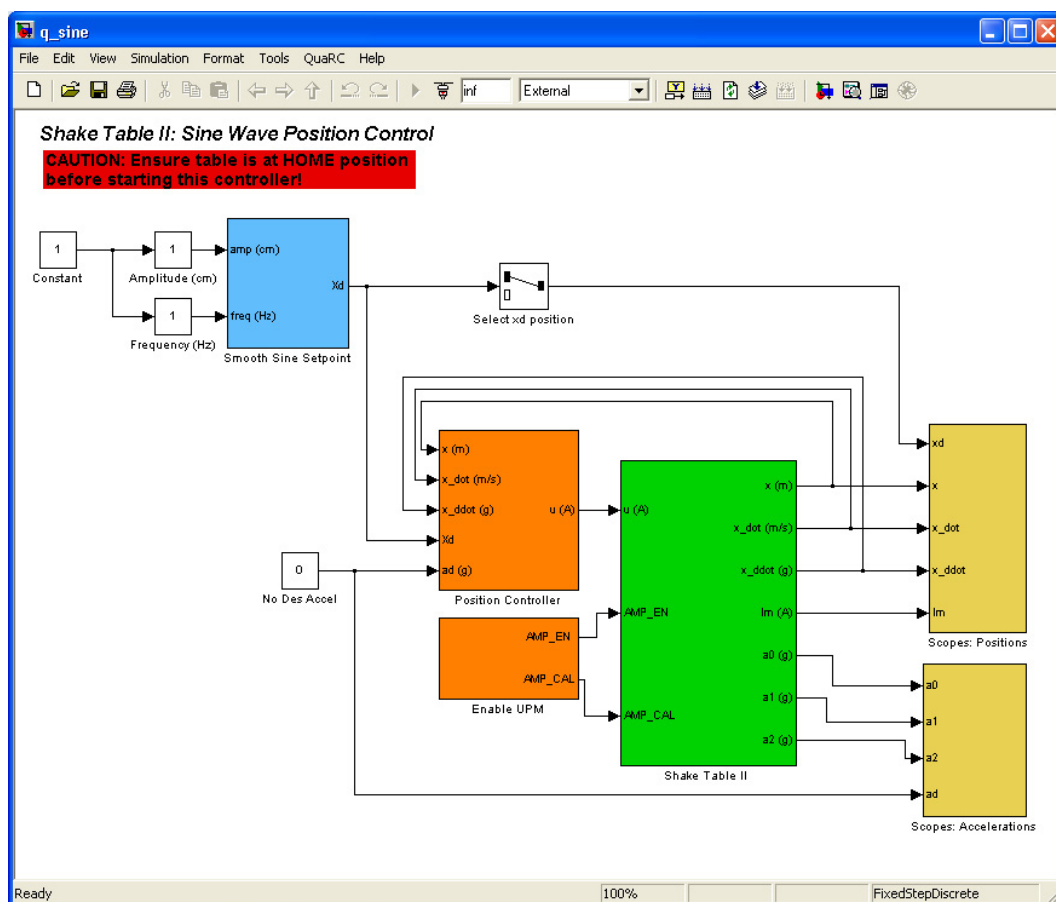 q_sine
File Edit View Simulation Format Tools QuaRC Help
inf External
Shake Table II: Sine Wave Position Control
CAUTION: Ensure table is at HOME position
before starting this controller!
1
Constant
1
Amplitude (cm)
1
Frequency (Hz)
amp (cm)
freq (Hz)
Xd
Smooth Sine Setpoint
Select xd position
x (m)
x_dot (m/s)
x_ddot (g)
Xd
ad (g)
u (A)
Position Controller
0
No Des Accel
AMP_EN
AMP_CAL
Enable UPM
u (A)
AMP_EN
AMP_CAL
x (m)
x_dot (m/s)
x_ddot (g)
Im (A)
a0 (g)
a1 (g)
a2 (g)
Shake Table II
xd
x
x_dot
x_ddot
Im
Scopes: Positions
a0
a1
a2
ad
Scopes: Accelerations
Ready 100% FixedStepDiscrete